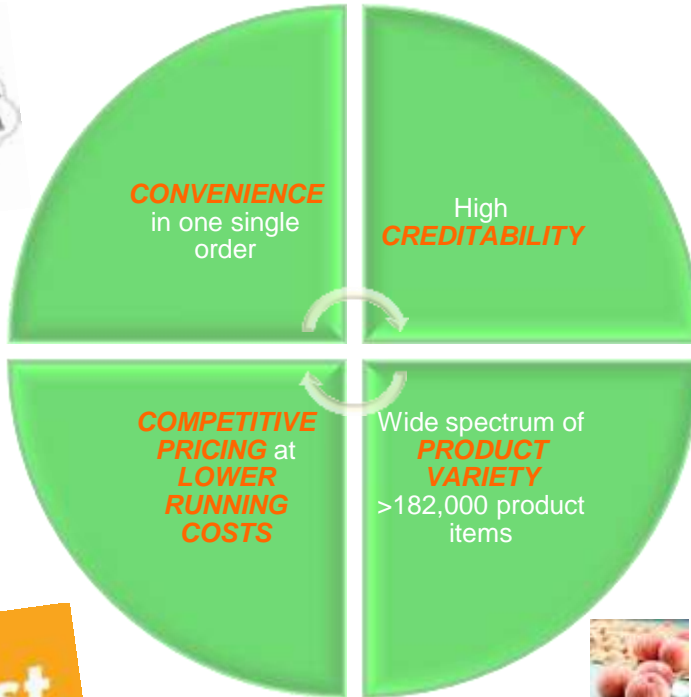 CONVENIENCE
in one single
order
High
CREDITABILITY
COMPETITIVE
PRICING at
LOWER
RUNNING
COSTS
Wide spectrum of
PRODUCT
VARIETY
>182,000 product
items